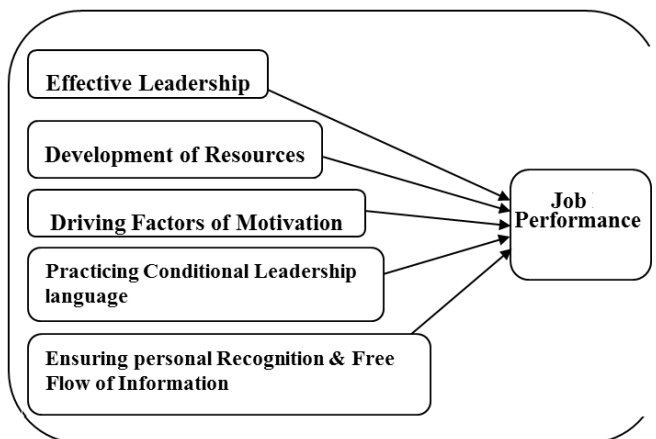 Effective Leadership
Development of Resources
Driving Factors of Motivation
Practicing Conditional Leadership
language
Ensuring personal Recognition & Free
Flow of Information
Job
Performance